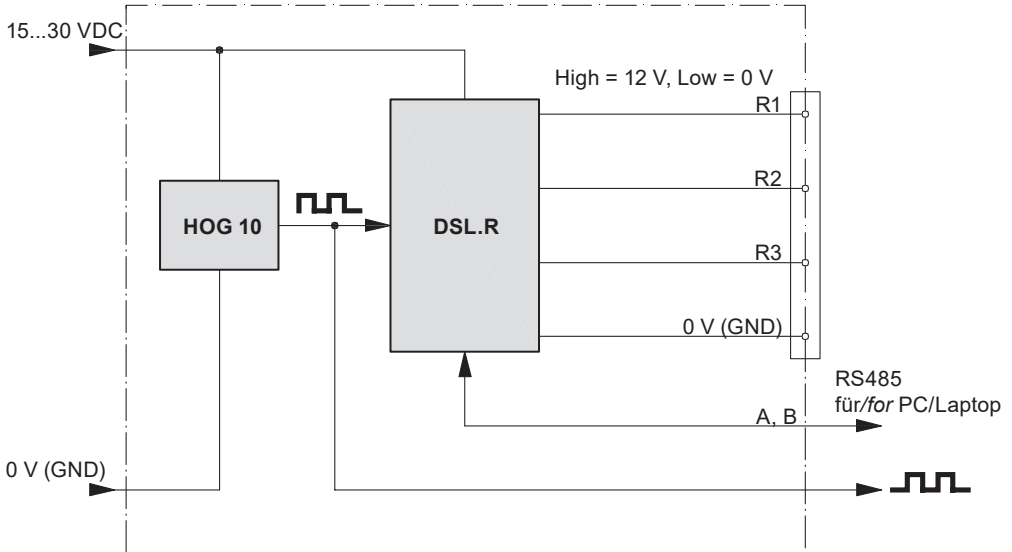 15...30 VDC
High = 12 V, Low = 0 V
R1
R2
HOG 10
DSL.R
R3
0 V (GND)
RS485
für/for PC/Laptop
A, B
0 V (GND)